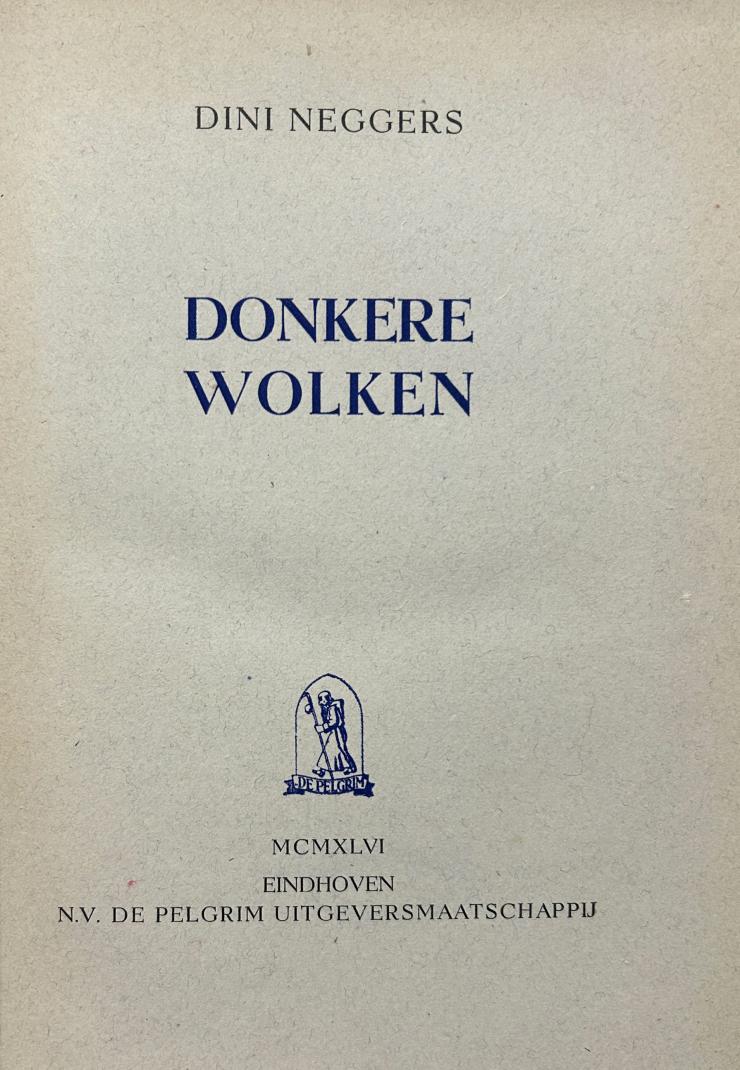 DINI NEGGERS
DONKERE
WOLKEN
DE PELGRIM
MCMXLVI
EINDHOVEN
N.V. DE PELGRIM UITGEVERSMAATSCHAPPIJ